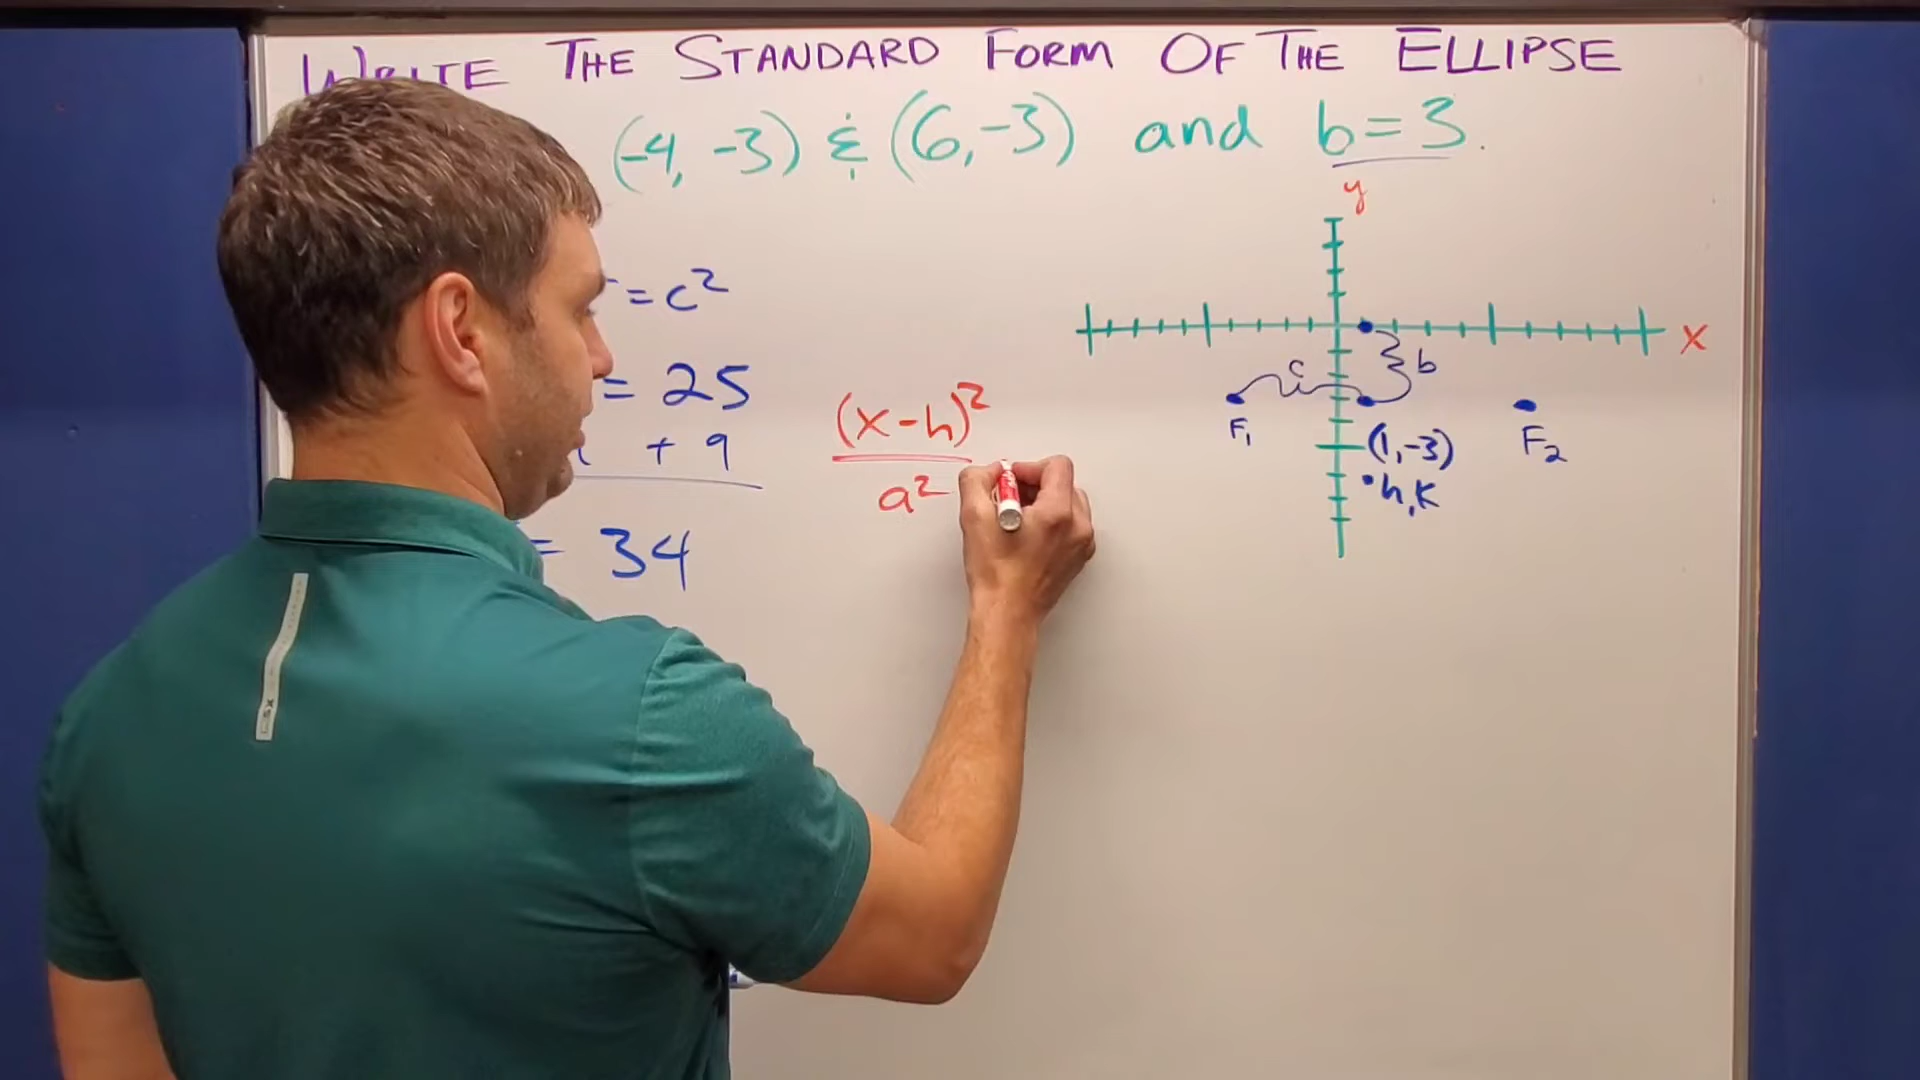 WRITE THE STANDARD FORM OF THE ELLIPSE
(-4, -3) & (6, -3) and b = 3.
y
= c²
x
= 25
c
b
(x-h)²
+ 9
a²
F₁
(1, -3)
F₂
h, k
= 34